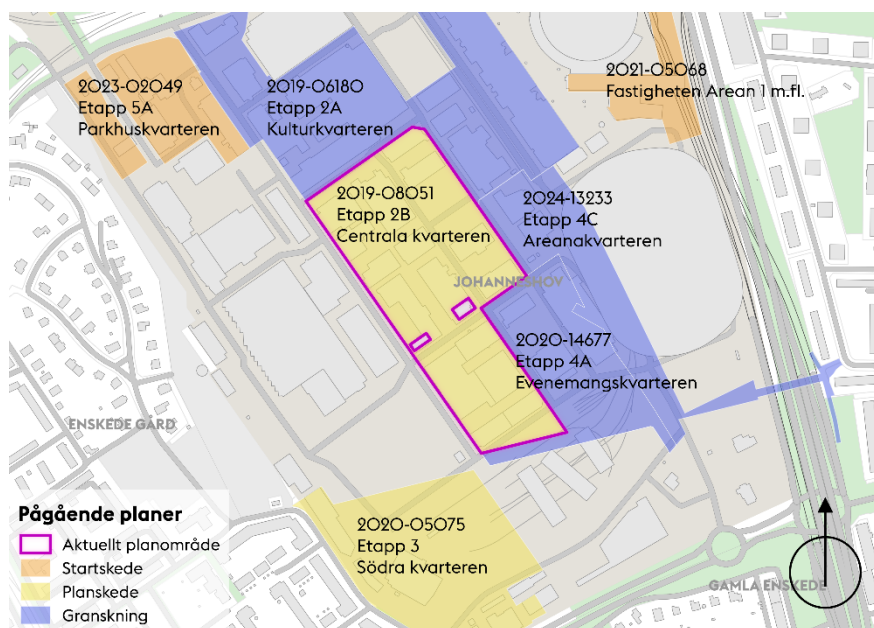 2023-02049
Etapp 5A
Parkhuskvarteren
2019-06180
Etapp 2A
Kulturkvarteren
2021-05068
Fastigheten Arean 1 m.fl.
2019-08051
Etapp 2B
Centrala kvarteren
2024-13233
Etapp 4C
Areanakvarteren
JOHANNESHOV
2020-14677
Etapp 4A
Evenemangskvarteren
ENSKEDE GÅRD
2020-05075
Etapp 3
Södra kvarteren
GAMLA ENSKEDE
Pågående planer
Aktuellt planområde
Startskede
Planskede
Granskning